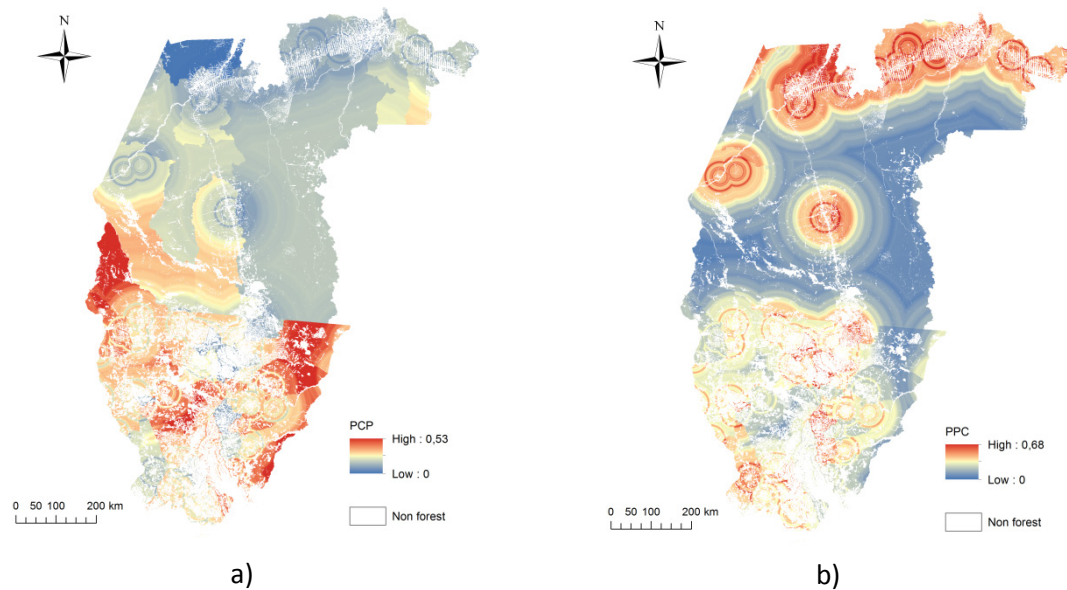 N
PCP
High : 0,53
Low : 0
0 50 100 200 km
Non forest
a)
N
PPC
High : 0,68
Low : 0
0 50 100 200 km
Non forest
b)